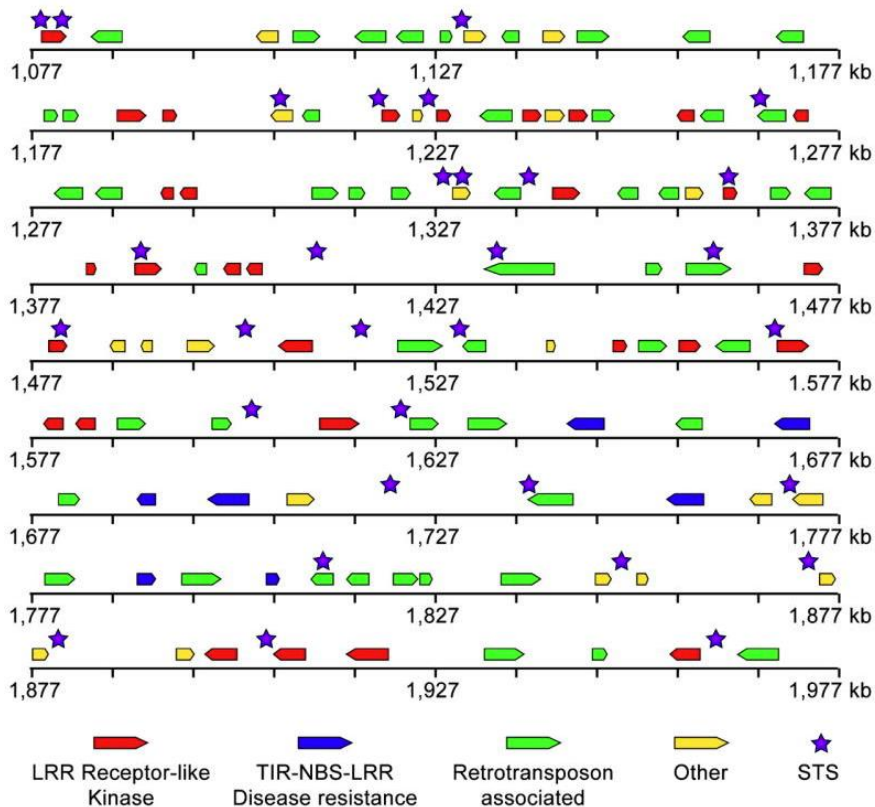 1,077 1,127 1,177 kb
1,177 1,227 1,277 kb
1,277 1,327 1,377 kb
1,377 1,427 1,477 kb
1,477 1,527 1.577 kb
1,577 1,627 1,677 kb
1,677 1,727 1,777 kb
1,777 1,827 1,877 kb
1,877 1,927 1,977 kb
LRR Receptor-like TIR-NBS-LRR Retrotransposon Other STS
Kinase Disease resistance associated